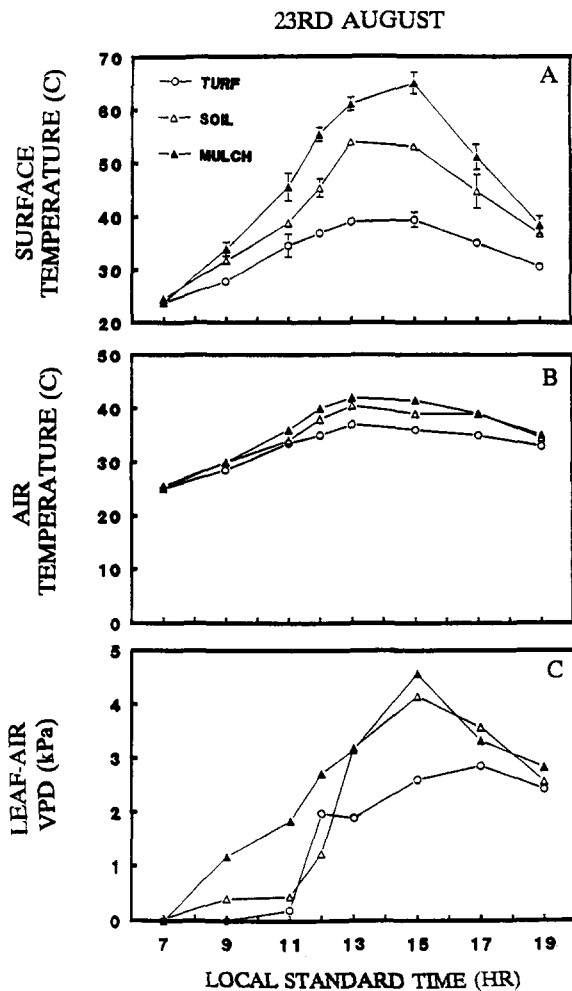 23RD AUGUST
SURFACE
TEMPERATURE (C)
70
60
50
40
30
20
A
TURF
SOIL
MULCH
AIR
TEMPERATURE (C)
50
40
30
20
10
0
B
LEAF-AIR
VPD (kPa)
5
4
3
2
1
0
C
7 9 11 13 15 17 19
LOCAL STANDARD TIME (HR)